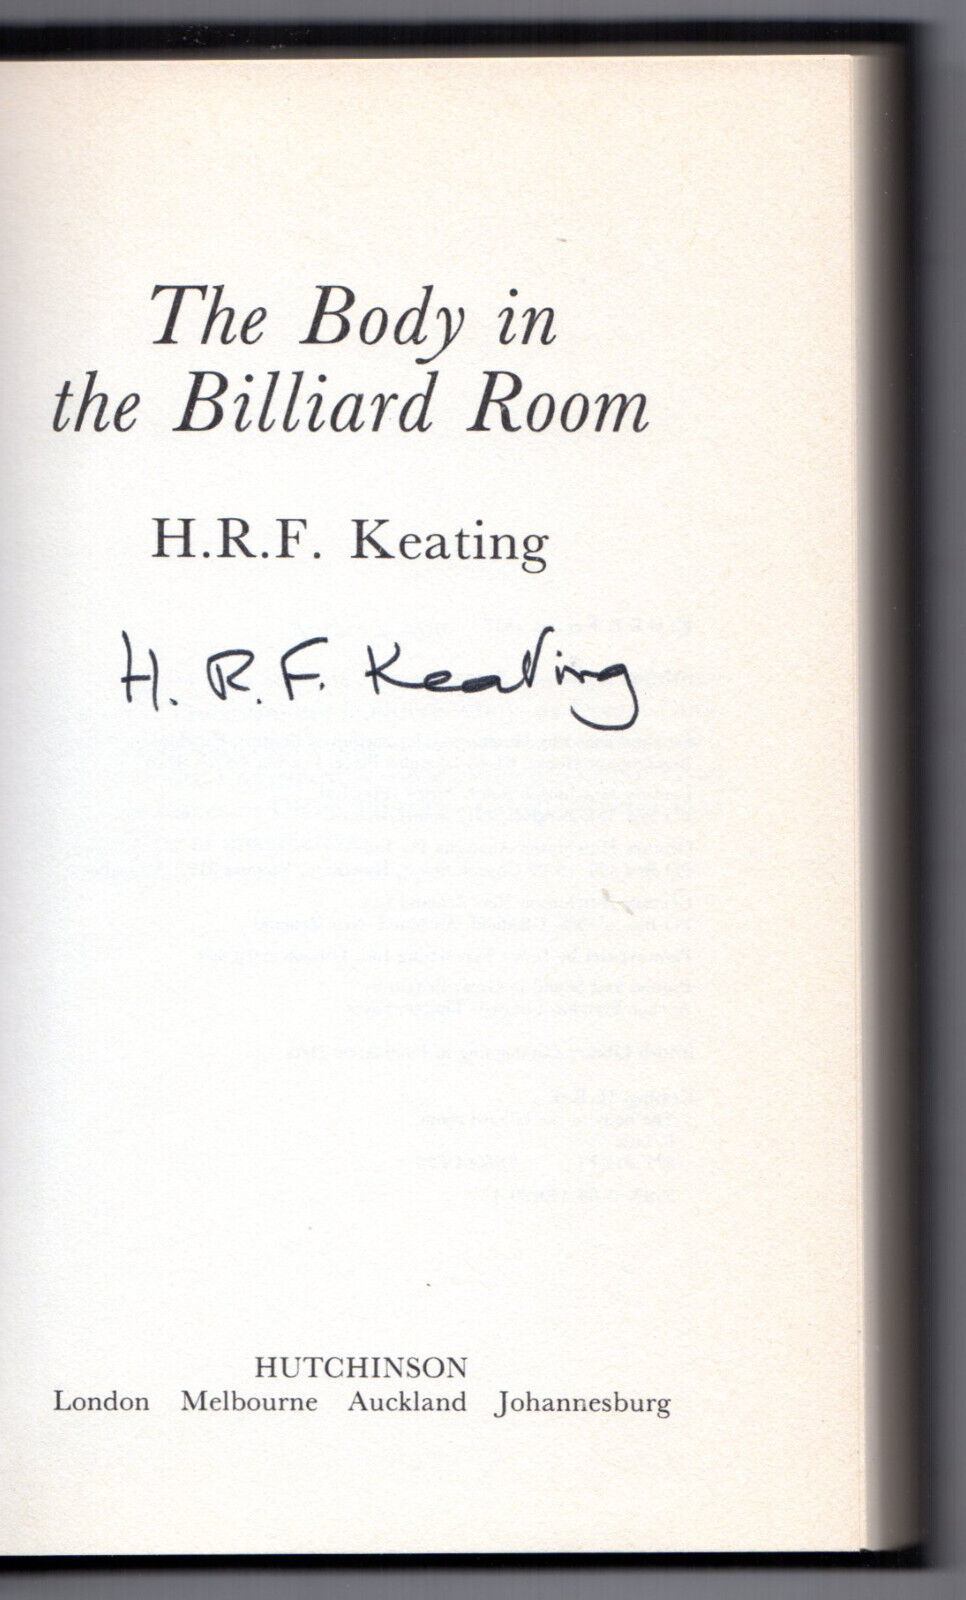 The Body in
the Billiard Room
H.R.F. Keating
H. R. F. Keating
HUTCHINSON
London Melbourne Auckland Johannesburg